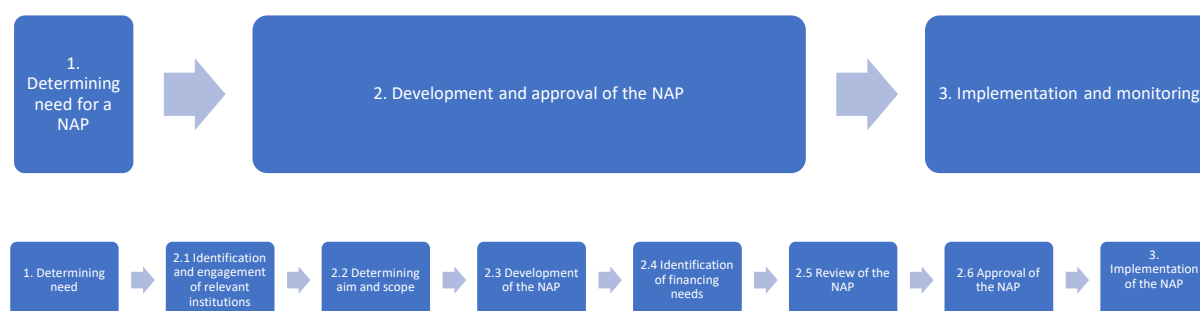 1.
Determining
need for a
NAP
2. Development and approval of the NAP
3. Implementation and monitoring
1. Determining
need
2.1 Identification
and engagement
of relevant
institutions
2.2 Determining
aim and scope
2.3 Development
of the NAP
2.4 Identification
of financing
needs
2.5 Review of the
NAP
2.6 Approval of
the NAP
3.
Implementation
of the NAP